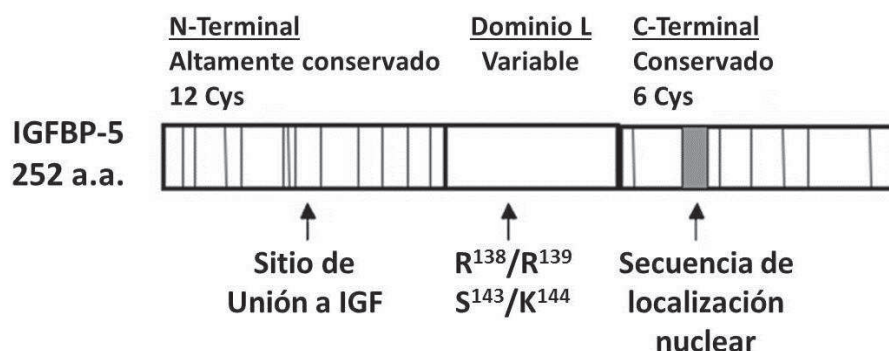 N-Terminal
Altamente conservado
12 Cys
Dominio L
Variable
C-Terminal
Conservado
6 Cys
IGFBP-5
252 a.a.
Sitio de
Unión a IGF
R¹³⁸/R¹³⁹
S¹⁴³/K¹⁴⁴
Secuencia de
localización
nuclear